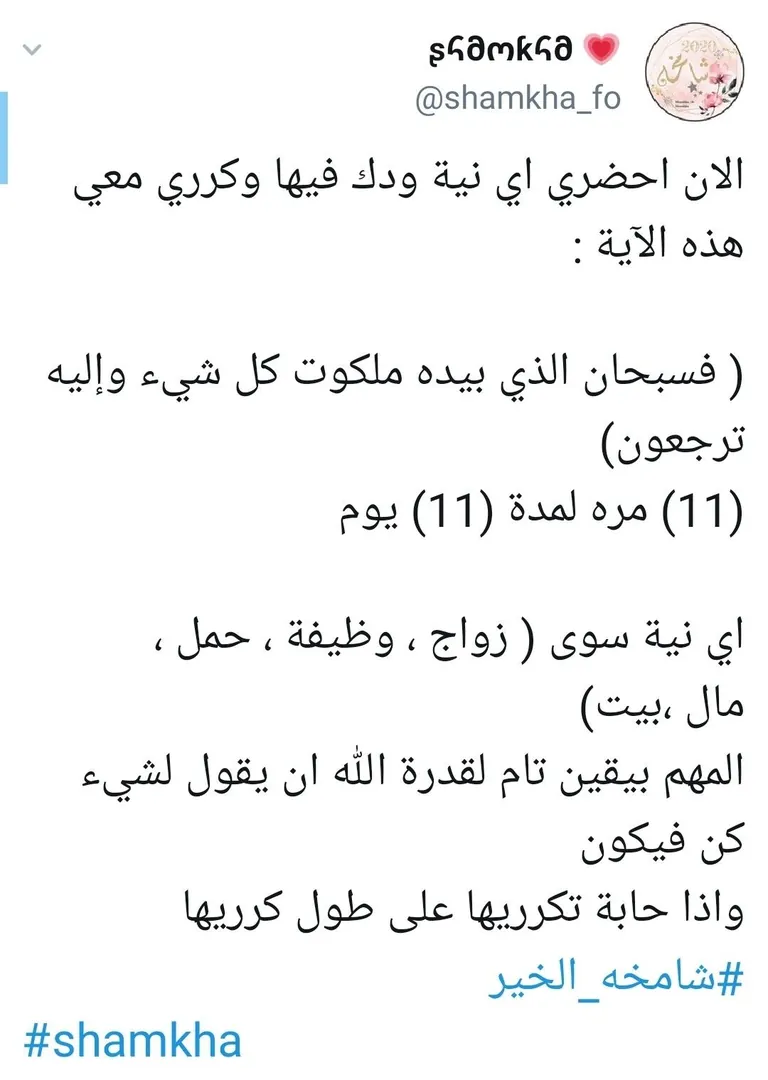 @shamkha_fo
الان احضري اي نية ودك فيها وكرري معي
هذه الآية :
( فسبحان الذي بيده ملكوت كل شيء وإليه
ترجعون)
(11) مره لمدة (11) يوم
اي نية سوى ( زواج ، وظيفة ، حمل ،
مال ،بيت)
المهم بيقين تام لقدرة الله ان يقول لشيء
كن فيكون
واذا حابة تكرريها على طول كرريها
#شامخه_الخير
#shamkha
2020
شامخه